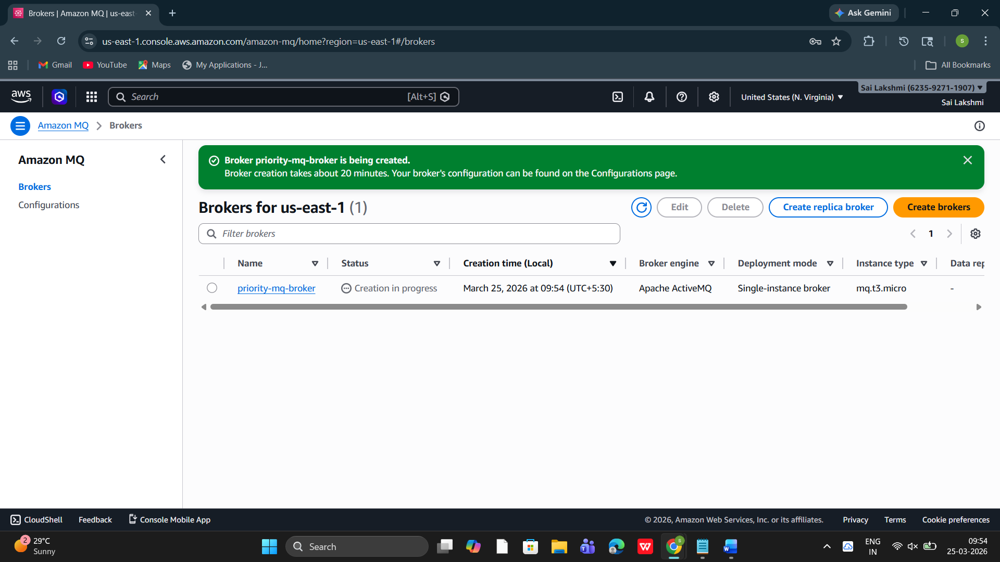 Brokers | Amazon MQ | us-east-
Ask Gemini
us-east-1.console.aws.amazon.com/amazon-mq/home?region=us-east-1#/brokers
S
Gmail
YouTube
Maps
My Applications - J...
All Bookmarks
aws
Search
[Alt+S]
United States (N. Virginia)
Sai Lakshmi (6235-9271-1907)
Sai Lakshmi
Amazon MQ
Brokers
Amazon MQ
Brokers
Configurations
Broker priority-mq-broker is being created.
Broker creation takes about 20 minutes. Your broker's configuration can be found on the Configurations page.
Brokers for us-east-1 (1)
Edit
Delete
Create replica broker
Create brokers
Filter brokers
1
Name
Status
Creation time (Local)
Broker engine
Deployment mode
Instance type
Data rep
priority-mq-broker
Creation in progress
March 25, 2026 at 09:54 (UTC+5:30)
Apache ActiveMQ
Single-instance broker
mq.t3.micro
-
CloudShell
Feedback
Console Mobile App
© 2026, Amazon Web Services, Inc. or its affiliates.
Privacy
Terms
Cookie preferences
2
29°C
Sunny
Search
ENG
IN
09:54
25-03-2026